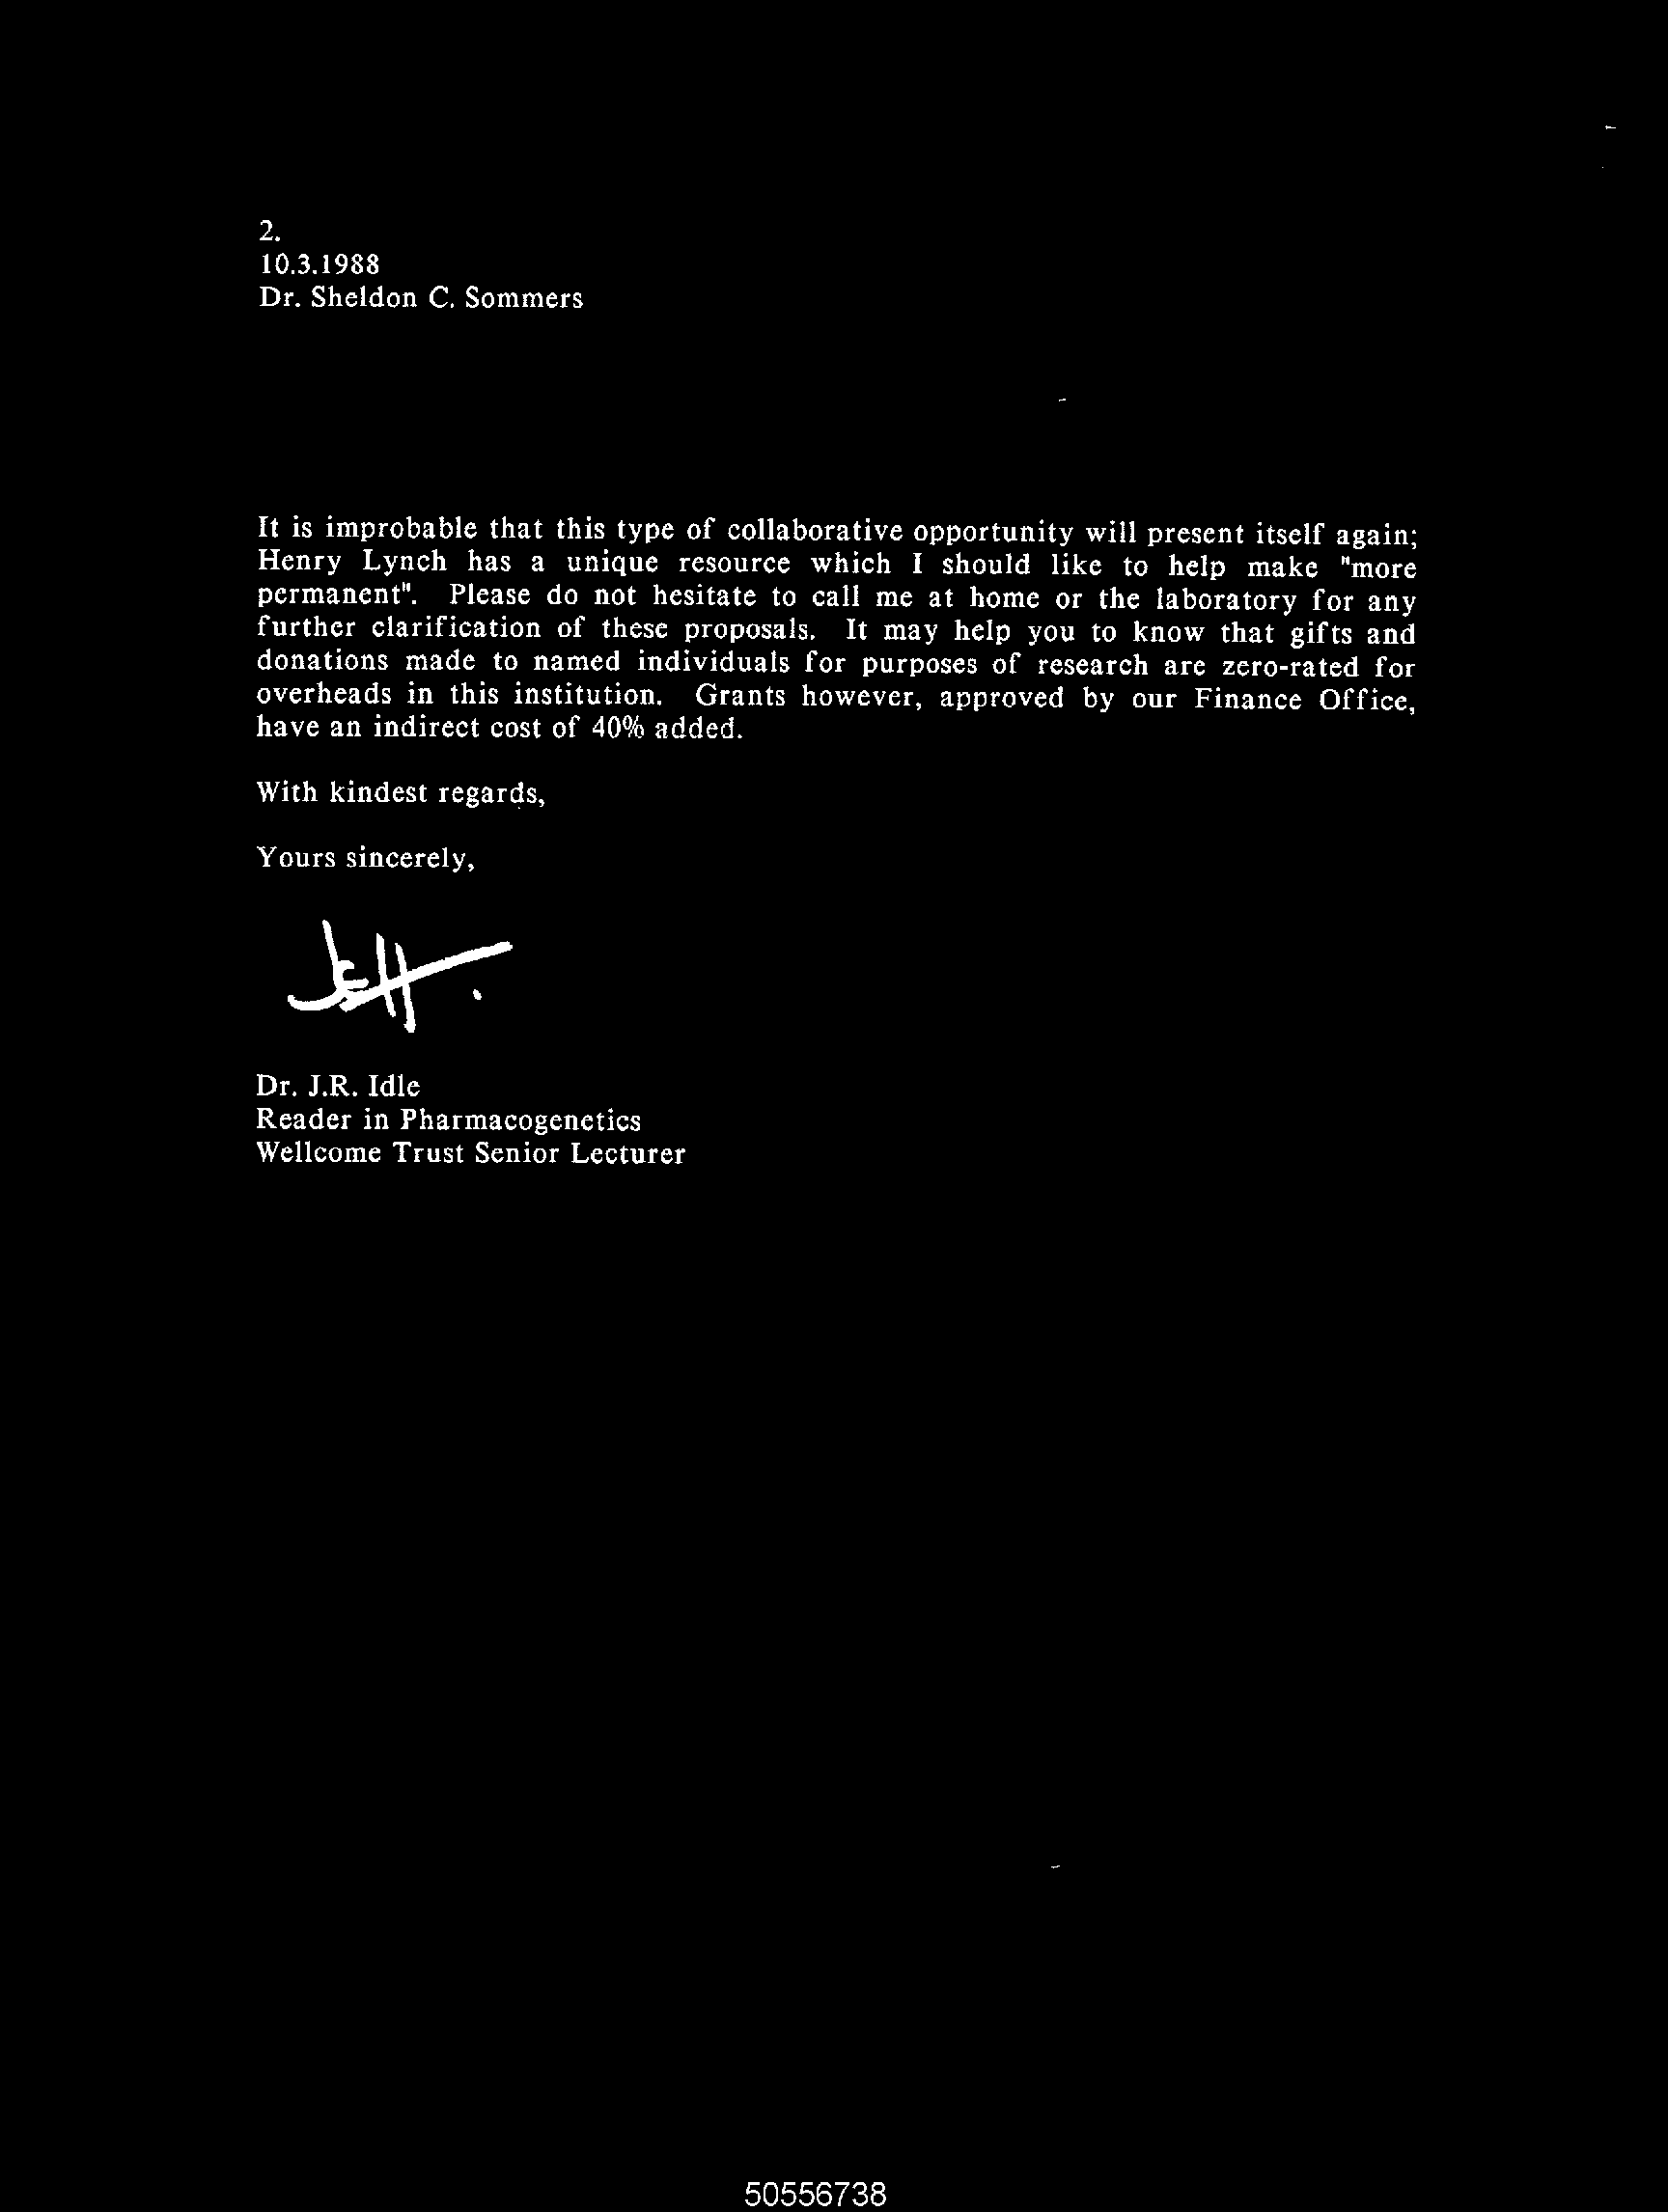 2.
10.3.1988
Dr. Sheldon C. Sommers
It is improbable that this type of collaborative opportunity will present itself again;
Henry Lynch has a unique resource which I should like to help make "more
permanent". Please do not hesitate to call me at home or the laboratory for any
further clarification of these proposals. It may help you to know that gifts and
donations made to named individuals for purposes of research are zero-rated for
overheads in this institution. Grants however, approved by our Finance Office,
have an indirect cost of 40% added.
With kindest regards,
Yours sincerely,
Jeff.
Dr. J.R. Idle
Reader in Pharmacogenetics
Wellcome Trust Senior Lecturer
50556738